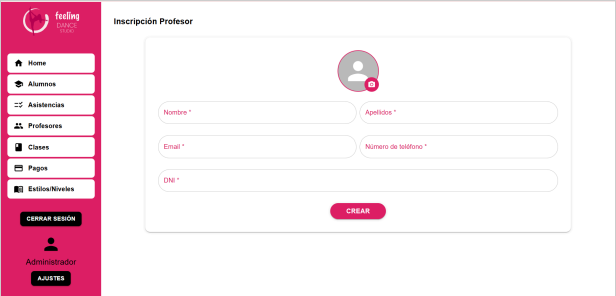 feeling
DANCE
STUDIO
Home
Alumnos
Asistencias
Profesores
Clases
Pagos
Estilos/Niveles
CERRAR SESIÓN
Administrador
AJUSTES
Inscripción Profesor
Nombre *
Apellidos *
Email *
Número de teléfono *
DNI *
CREAR